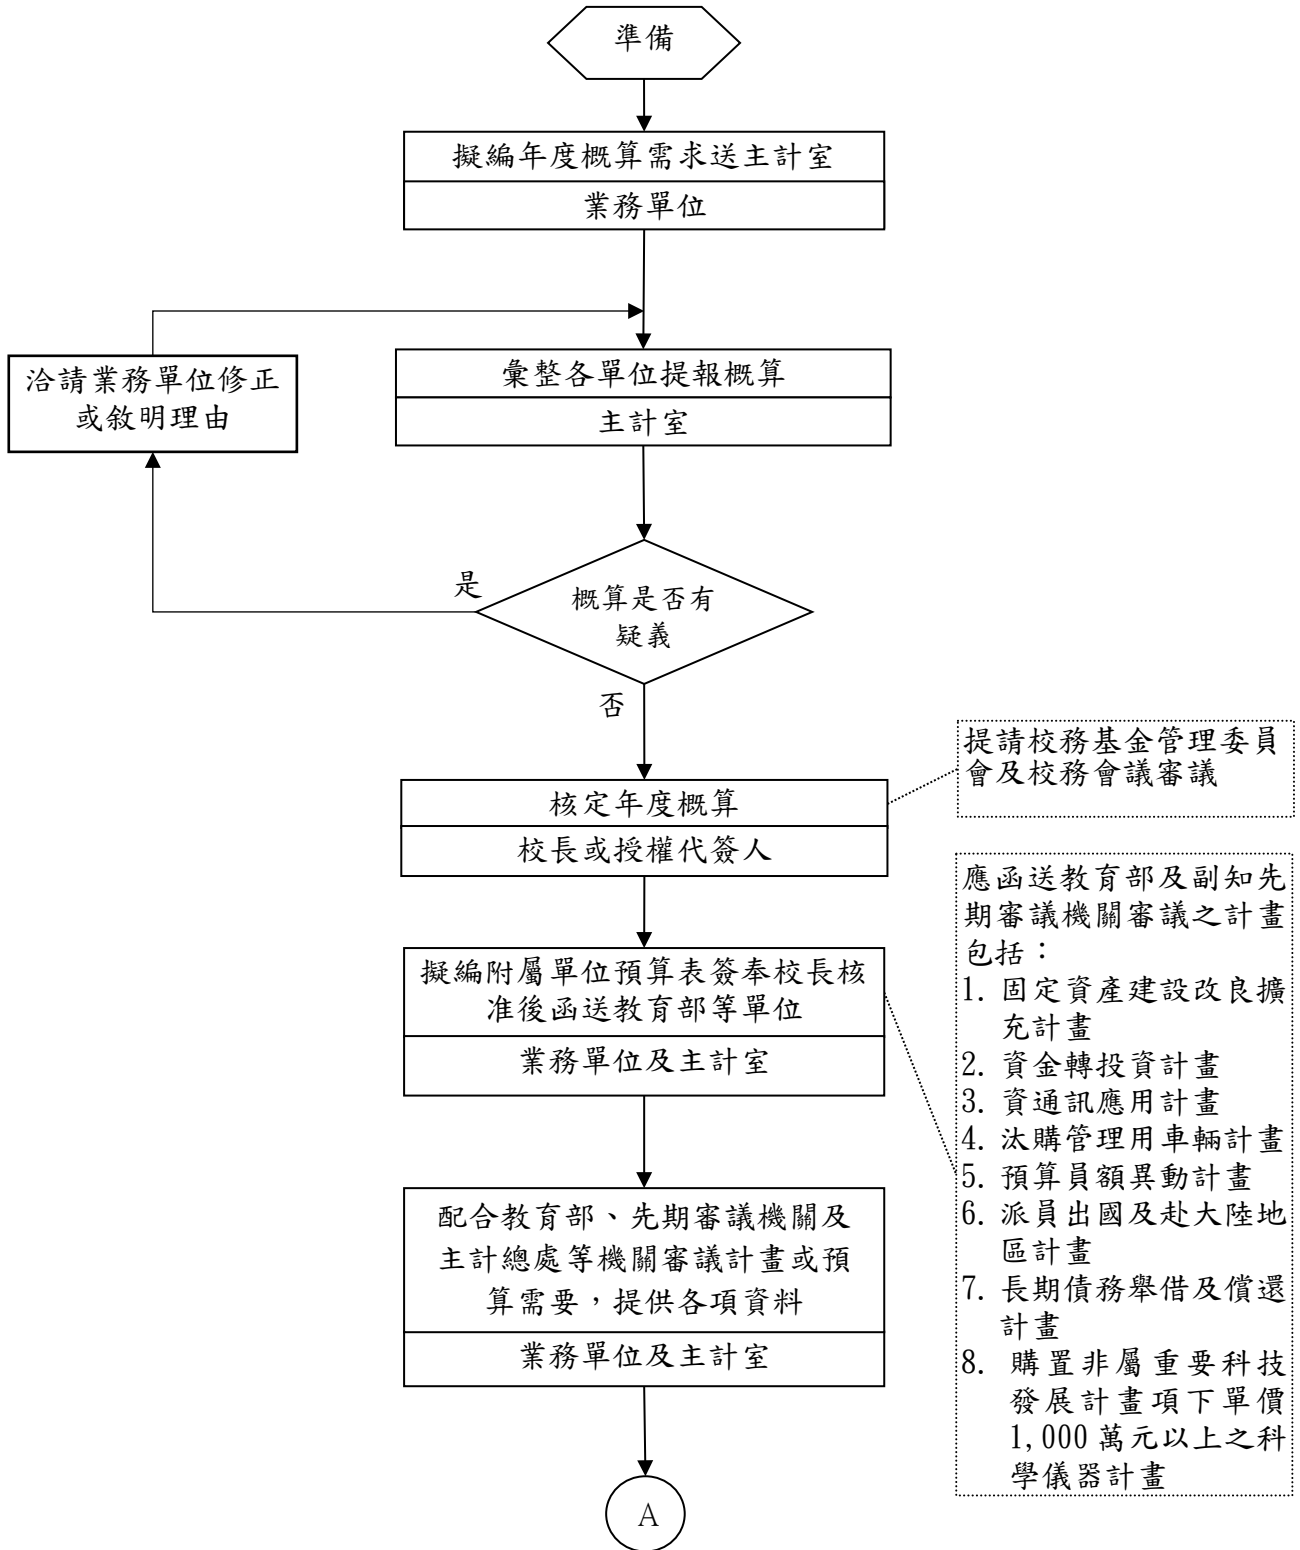 準備
擬編年度概算需求送主計室
業務單位
洽請業務單位修正
或敘明理由
彙整各單位提報概算
主計室
是
概算是否有
疑義
否
提請校務基金管理委員
會及校務會議審議
核定年度概算
校長或授權代簽人
應函送教育部及副知先
期審議機關審議之計畫
包括：
1. 固定資產建設改良擴
充計畫
2. 資金轉投資計畫
3. 資通訊應用計畫
4. 汰購管理用車輛計畫
5. 預算員額異動計畫
6. 派員出國及赴大陸地
區計畫
7. 長期債務舉借及償還
計畫
8. 購置非屬重要科技
發展計畫項下單價
1,000 萬元以上之科
學儀器計畫
擬編附屬單位預算表簽奉校長核
准後函送教育部等單位
業務單位及主計室
配合教育部、先期審議機關及
主計總處等機關審議計畫或預
算需要，提供各項資料
業務單位及主計室
A